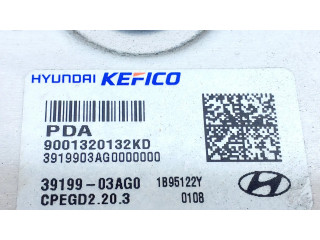 HYUNDAI KEFICO
PDA
9001320132KD
3919903AG0000000
39199-03AG0 1B95122Y
CPEGD2.20.3 0108